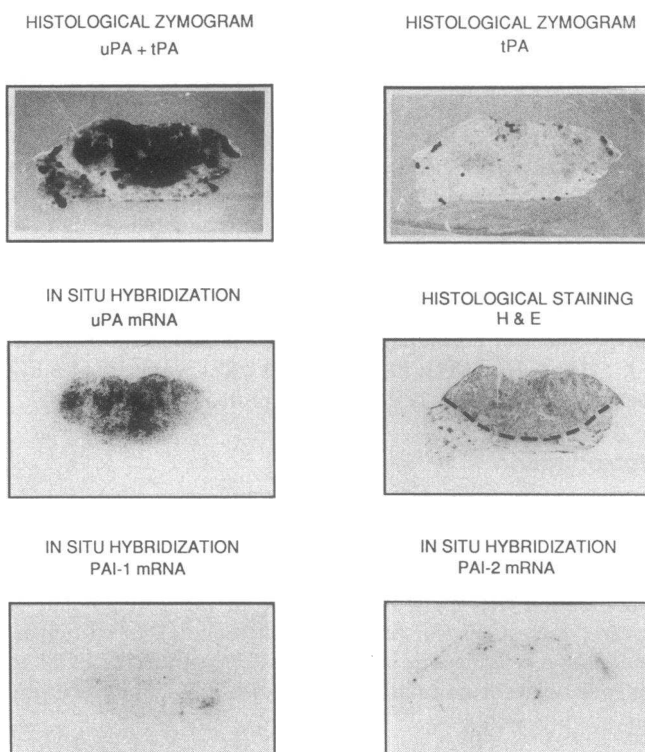 HISTOLOGICAL ZYMOGRAM
uPA + tPA
HISTOLOGICAL ZYMOGRAM
tPA
IN SITU HYBRIDIZATION
uPA mRNA
HISTOLOGICAL STAINING
H & E
IN SITU HYBRIDIZATION
PAI-1 mRNA
IN SITU HYBRIDIZATION
PAI-2 mRNA